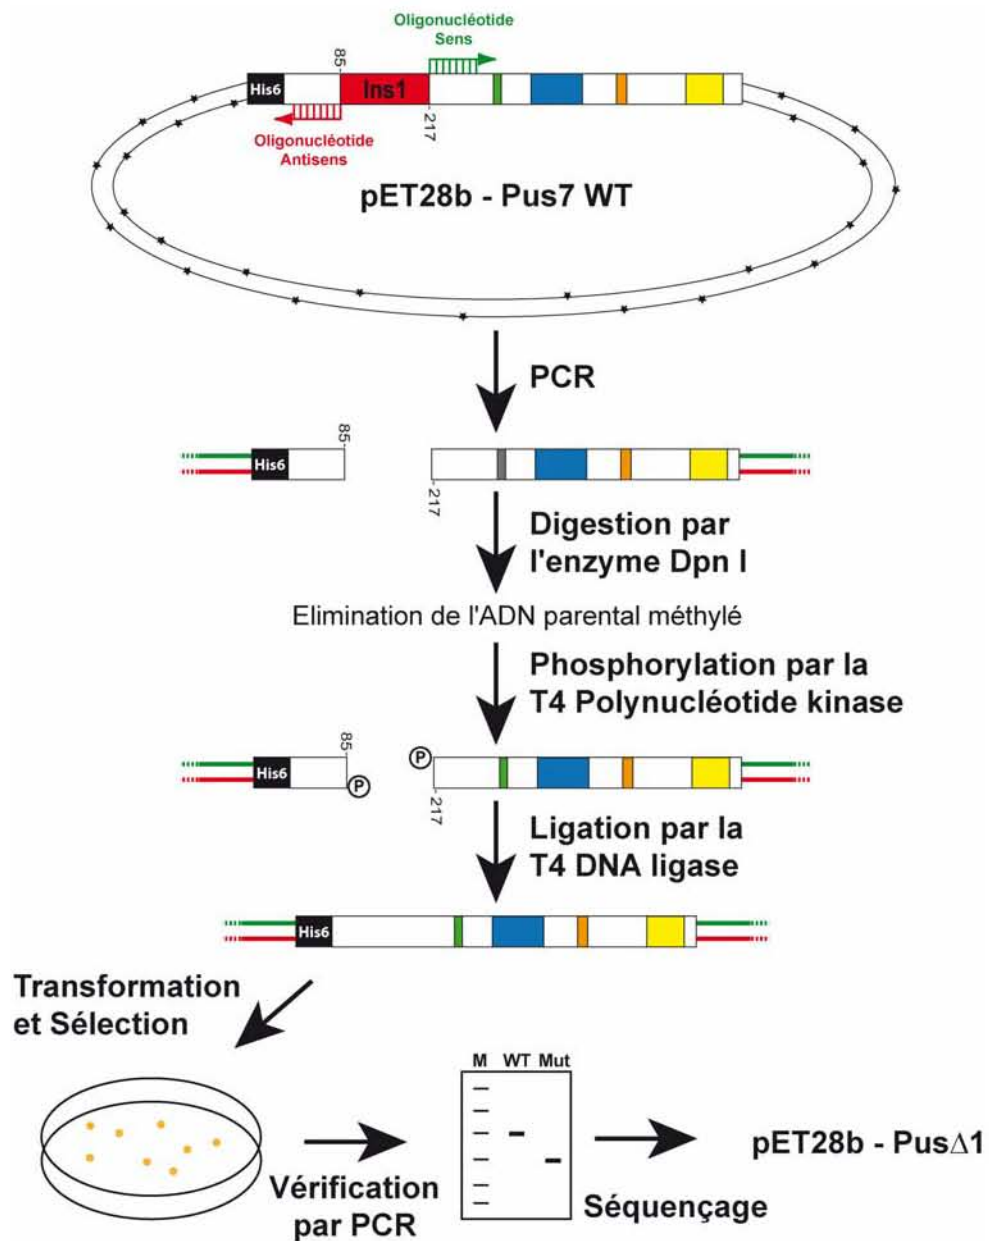 Oligonucléotide
Sens
85
His6
Ins1
217
Oligonucléotide
Antisens
pET28b - Pus7 WT
PCR
85
His6
217
Digestion par
l'enzyme Dpn I
Elimination de l'ADN parental méthylé
Phosphorylation par la
T4 Polynucléotide kinase
85
P
His6
P
217
Ligation par la
T4 DNA ligase
His6
Transformation
et Sélection
M WT Mut
Vérification
par PCR
Séquençage
pET28b - PusΔ1